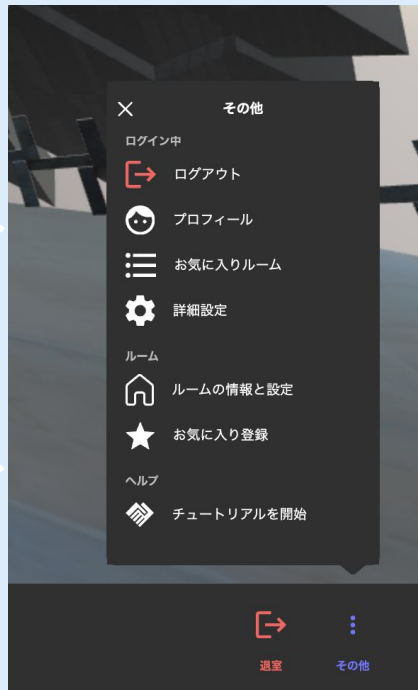 その他
ログイン中
ログアウト
プロフィール
お気に入りルーム
詳細設定
ルーム
ルームの情報と設定
お気に入り登録
ヘルプ
チュートリアルを開始
退室
その他